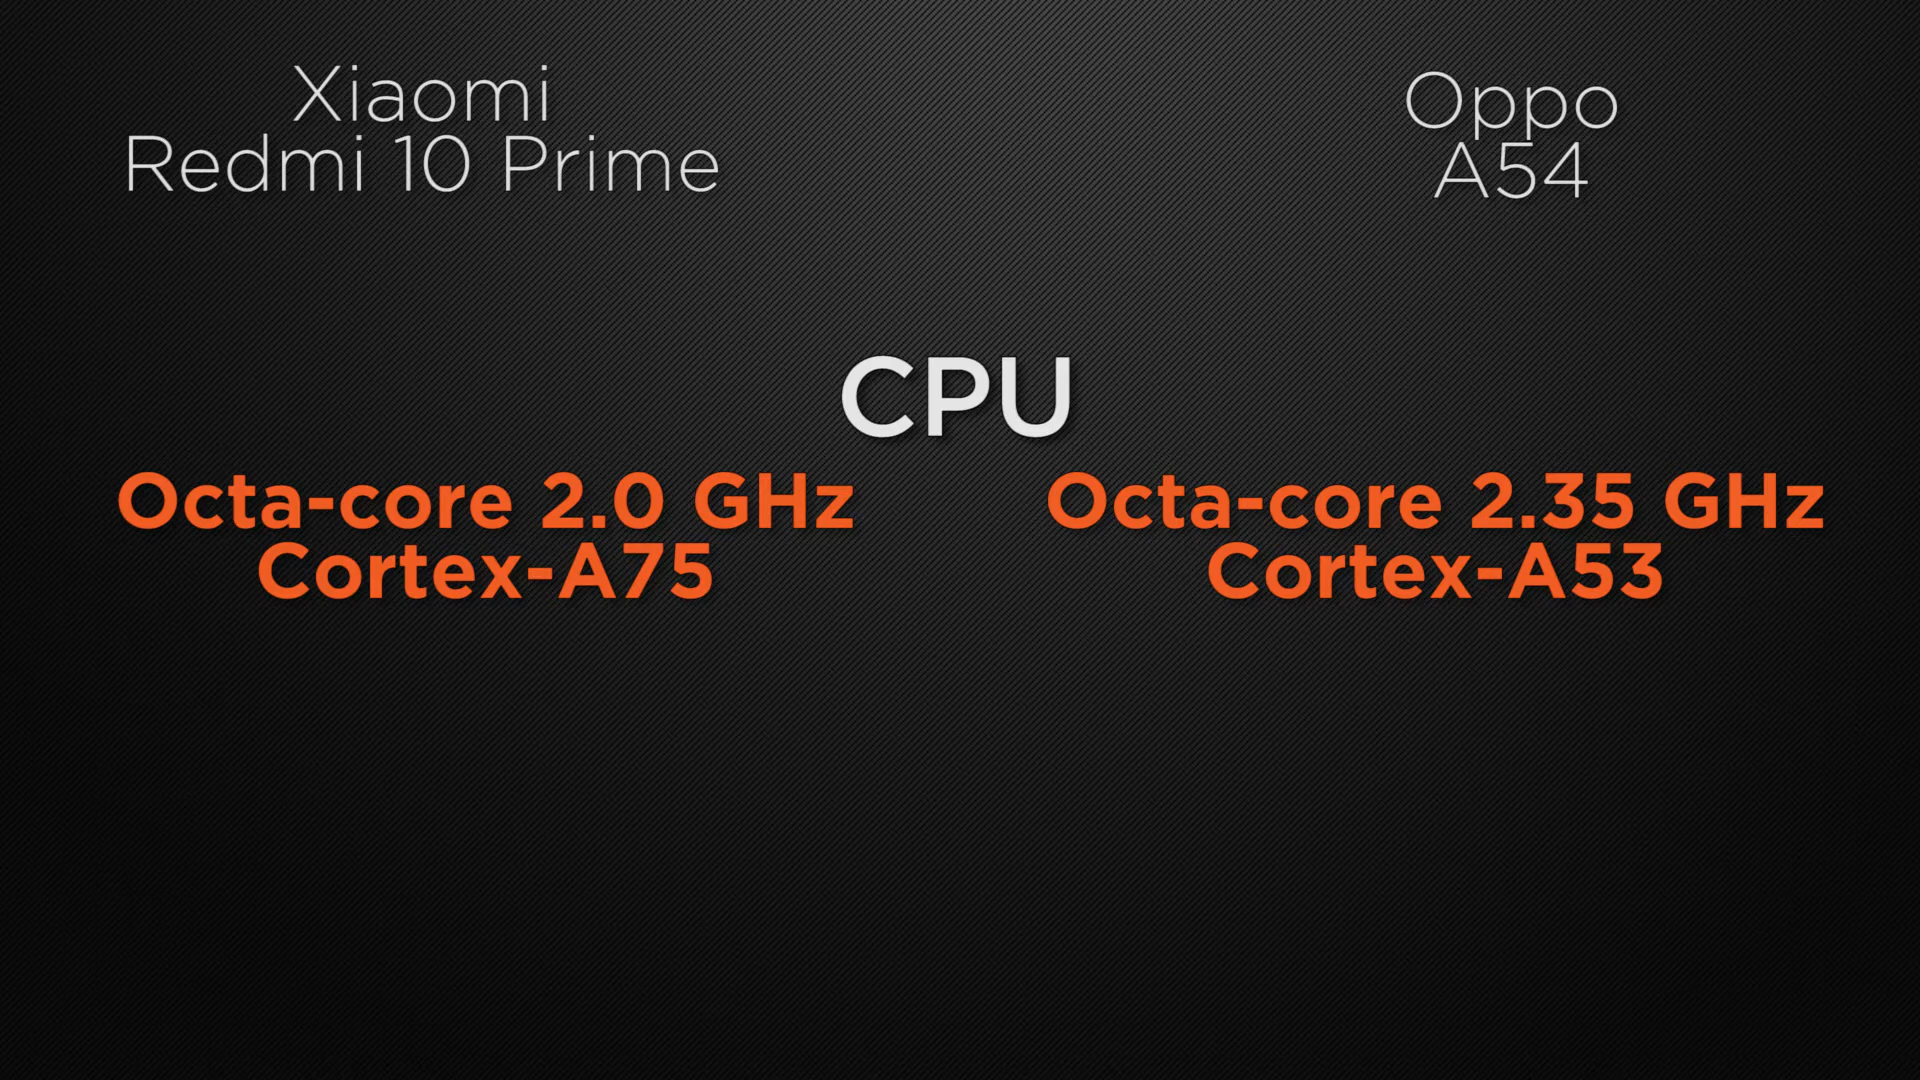 Xiaomi
Redmi 10 Prime
Oppo
A54
CPU
Octa-core 2.0 GHz
Cortex-A75
Octa-core 2.35 GHz
Cortex-A53